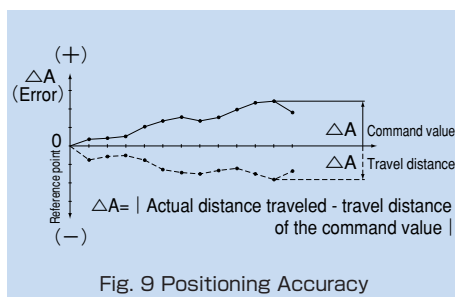 (+)
△A
(Error)
0
Reference point
(−)
△A Command value
△A Travel distance
△A= | Actual distance traveled - travel distance
of the command value |
Fig. 9 Positioning Accuracy